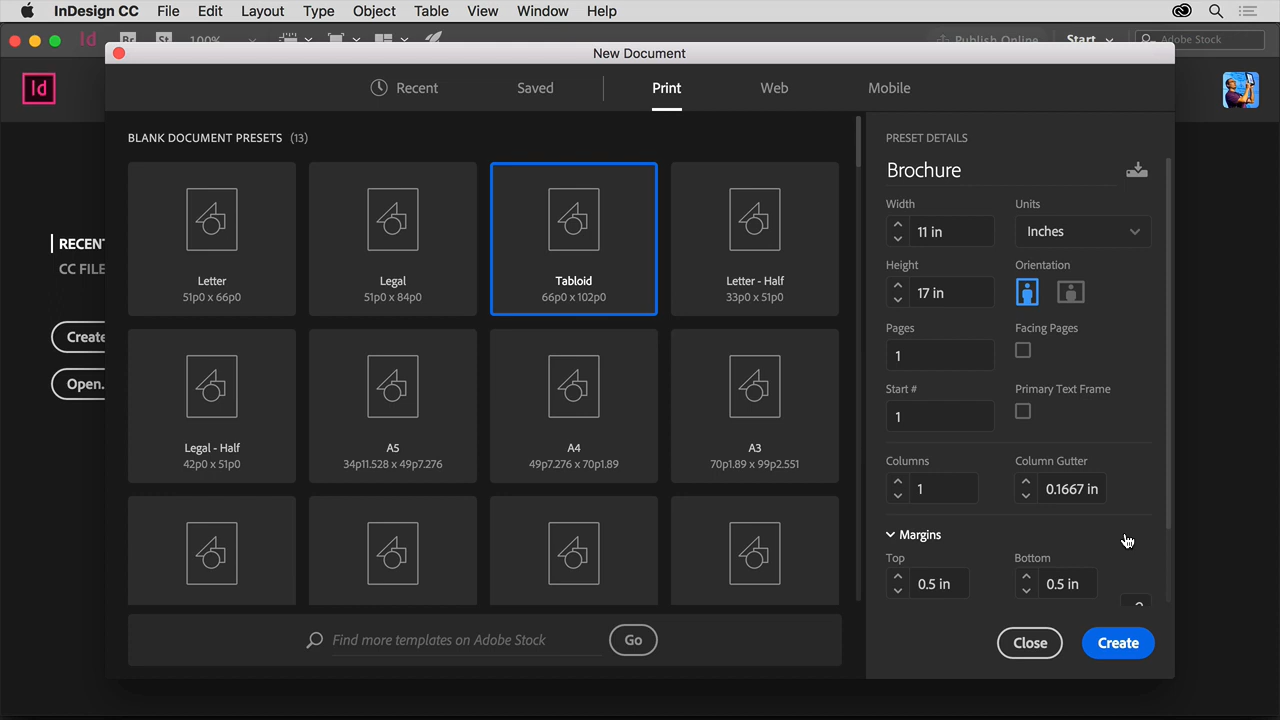 InDesign CC File Edit Layout Type Object Table View Window Help
Id Br St 100% Publish Online Start Adobe Stock
New Document
Id
Recent Saved Print Web Mobile
BLANK DOCUMENT PRESETS (13)
Letter
51p0 x 66p0
Legal
51p0 x 84p0
Tabloid
66p0 x 102p0
Letter - Half
33p0 x 51p0
Legal - Half
42p0 x 51p0
A5
34p11.528 x 49p7.276
A4
49p7.276 x 70p1.89
A3
70p1.89 x 99p2.551
Find more templates on Adobe Stock Go
RECENT
CC FILE
Create
Open.
PRESET DETAILS
Brochure
Width Units
11 in Inches
Height Orientation
17 in
Pages Facing Pages
1
Start # Primary Text Frame
1
Columns Column Gutter
1 0.1667 in
Margins
Top Bottom
0.5 in 0.5 in
Close Create